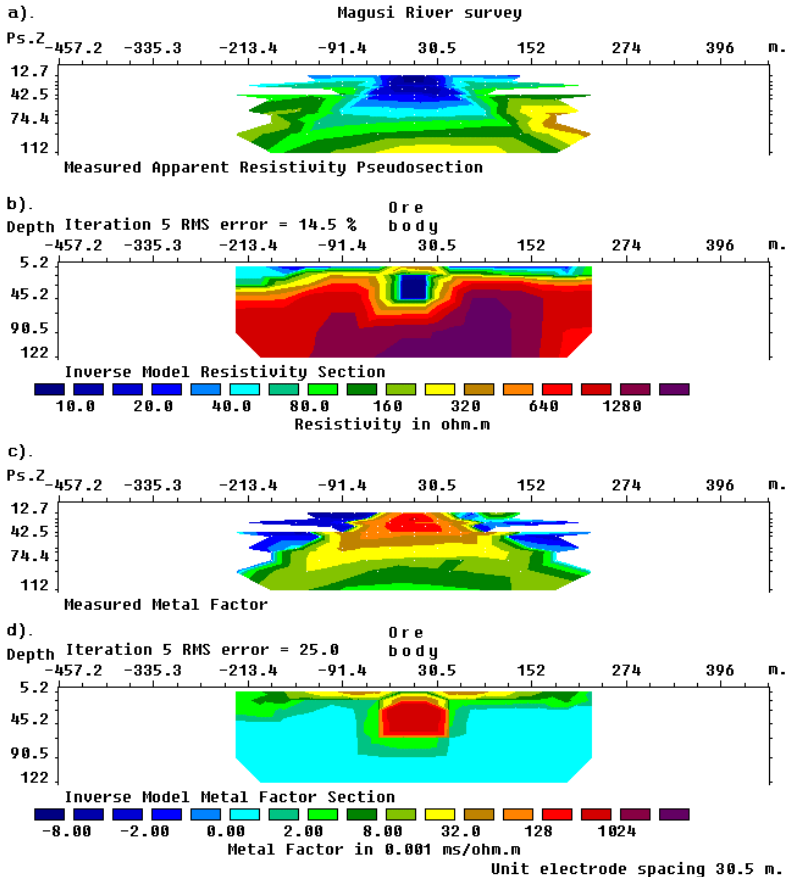 a).
Magusi River survey
Ps.Z
-457.2 -335.3 -213.4 -91.4 30.5 152 274 396 m.
12.7
42.5
74.4
112
Measured Apparent Resistivity Pseudosection
b).
Ore
Depth Iteration 5 RMS error = 14.5 % body
-457.2 -335.3 -213.4 -91.4 30.5 152 274 396 m.
5.2
45.2
90.5
122
Inverse Model Resistivity Section
10.0 20.0 40.0 80.0 160 320 640 1280
Resistivity in ohm.m
c).
Ps.Z
-457.2 -335.3 -213.4 -91.4 30.5 152 274 396 m.
12.7
42.5
74.4
112
Measured Metal Factor
d).
Ore
Depth Iteration 5 RMS error = 25.0 body
-457.2 -335.3 -213.4 -91.4 30.5 152 274 396 m.
5.2
45.2
90.5
122
Inverse Model Metal Factor Section
-8.00 -2.00 0.00 2.00 8.00 32.0 128 1024
Metal Factor in 0.001 ms/ohm.m
Unit electrode spacing 30.5 m.